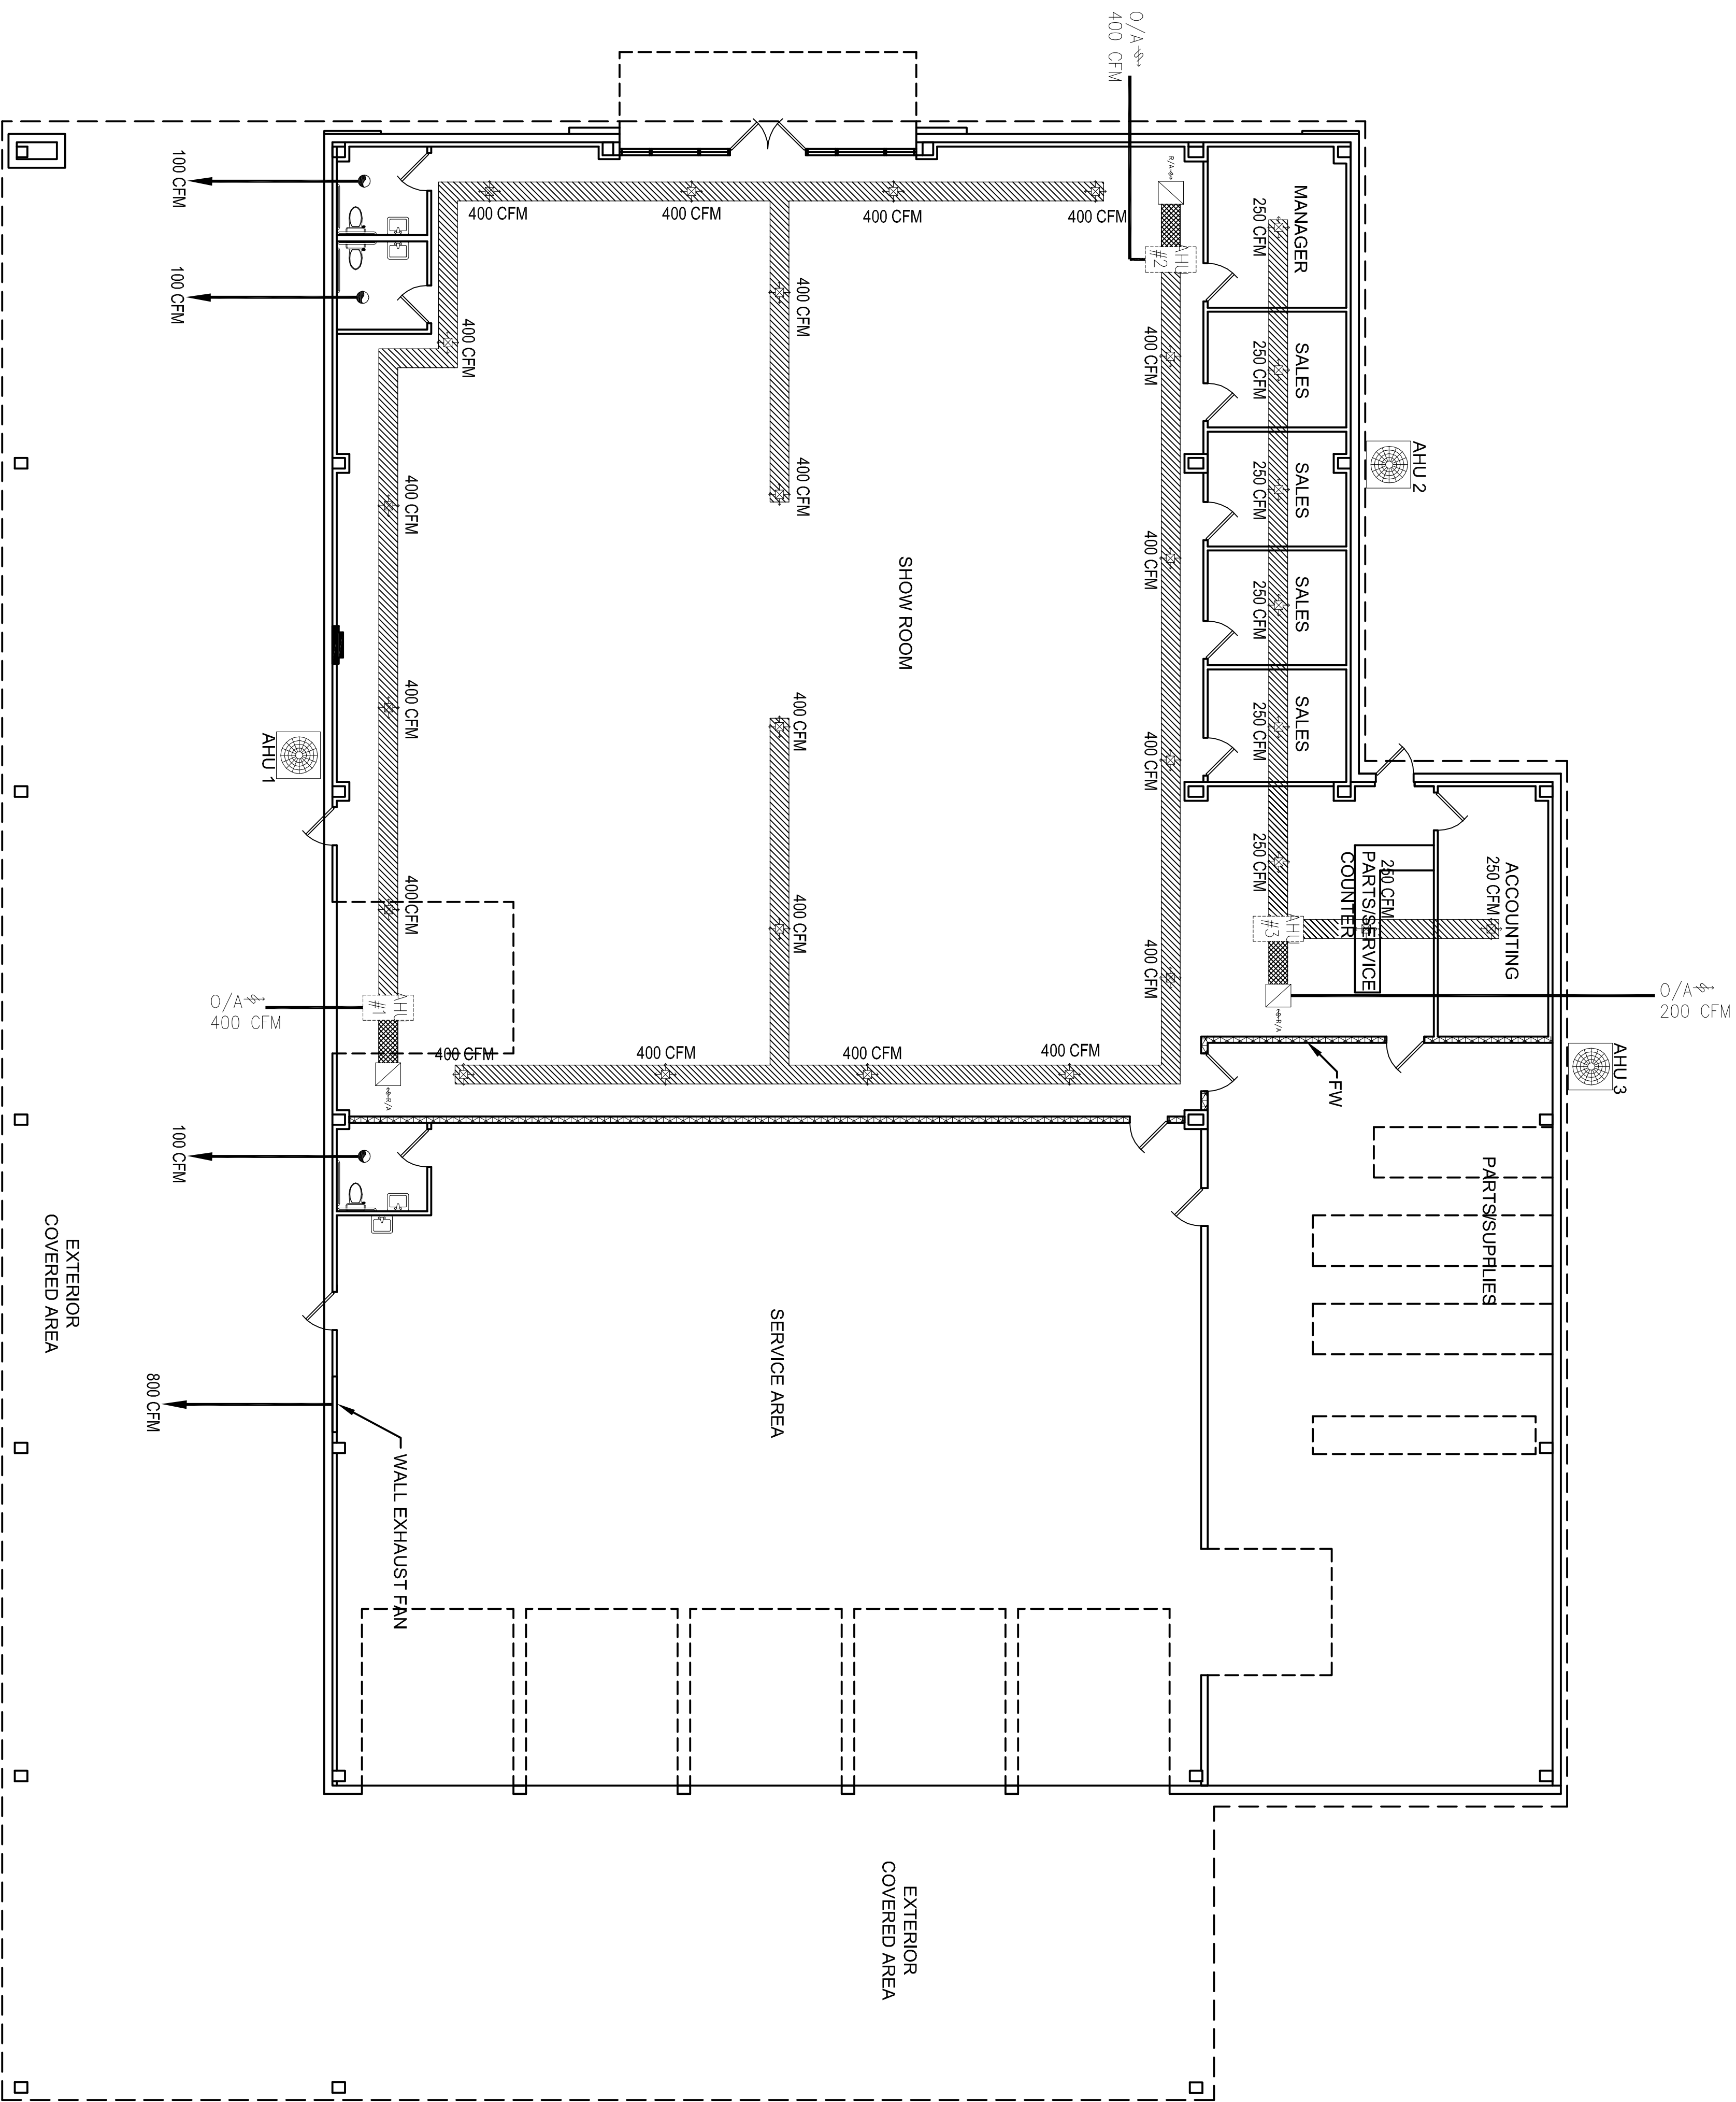 O/A
400 CFM
100 CFM
100 CFM
400 CFM
400 CFM
400 CFM
400 CFM
R/A
AHU
#2
MANAGER
250 CFM
400 CFM
400 CFM
400 CFM
400 CFM
SALES
250 CFM
SALES
250 CFM
AHU 2
400 CFM
400 CFM
SHOW ROOM
SALES
250 CFM
400 CFM
400 CFM
400 CFM
SALES
250 CFM
AHU 1
400 CFM
400 CFM
400 CFM
250 CFM
PARTS/SERVICE
COUNTER
250 CFM
ACCOUNTING
250 CFM
AHU
#3
R/A
O/A
200 CFM
O/A
400 CFM
AHU
#1
R/A
400 CFM
400 CFM
400 CFM
400 CFM
FW
AHU 3
100 CFM
PARTS/SUPPLIES
EXTERIOR
COVERED AREA
SERVICE AREA
800 CFM
WALL EXHAUST FAN
EXTERIOR
COVERED AREA